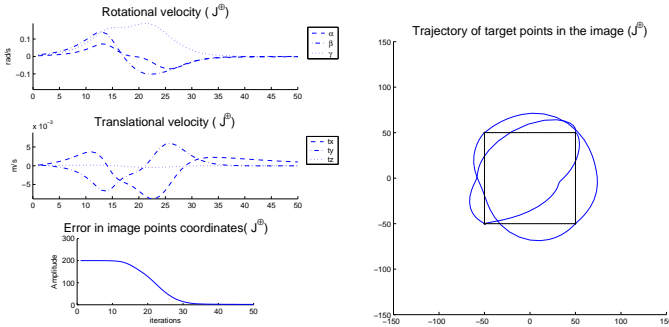 Rotational velocity ( J⊕)
0.1
0
−0.1
rad/s
0 5 10 15 20 25 30 35 40 45 50
α
β
γ
Translational velocity ( J⊕)
x 10−3
5
0
−5
m/s
0 5 10 15 20 25 30 35 40 45 50
tx
ty
tz
Error in image points coordinates( J⊕)
300
200
100
0
Amplitude
0 10 20 30 40 50
iterations
Trajectory of target points in the image (J⊕)
150
100
50
0
−50
−100
−150
−150 −100 −50 0 50 100 150